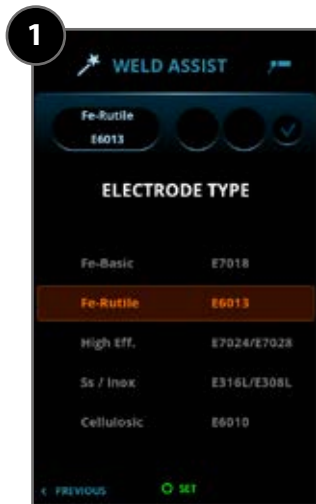 1
WELD ASSIST
Fe-Rutile
E6013
ELECTRODE TYPE
Fe-Basic E7018
Fe-Rutile E6013
High Eff. E7024/E7028
Ss / Inox E316L/E308L
Cellulosic E6010
PREVIOUS SET